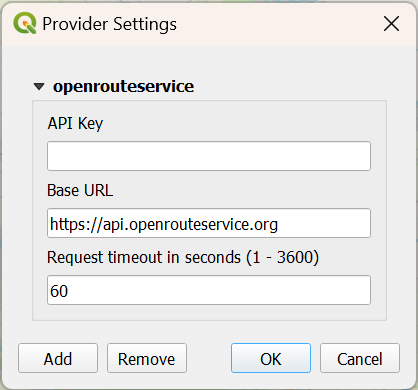 Provider Settings
openrouteservice
API Key
Base URL
https://api.openrouteservice.org
Request timeout in seconds (1 - 3600)
60
Add Remove OK Cancel